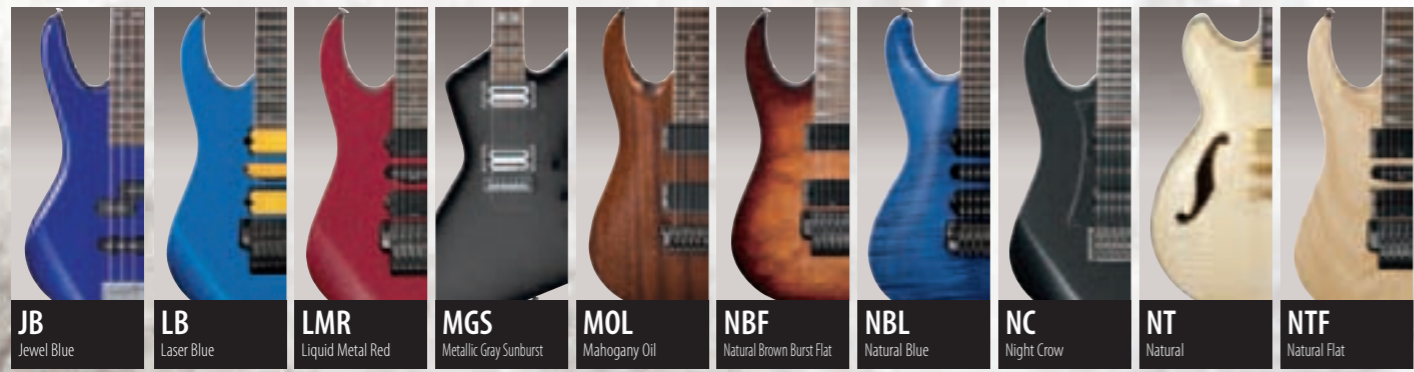 JB
Jewel Blue
LB
Laser Blue
LMR
Liquid Metal Red
MGS
Metallic Gray Sunburst
MOL
Mahogany Oil
NBF
Natural Brown Burst Flat
NBL
Natural Blue
NC
Night Crow
NT
Natural
NTF
Natural Flat